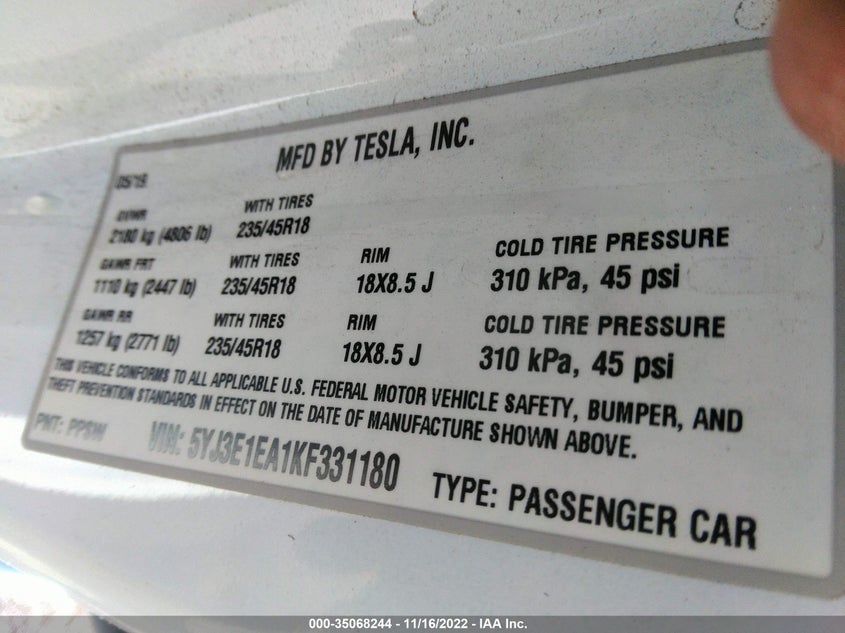 MFD BY TESLA, INC.
05/19
GVWR WITH TIRES
2180 kg (4806 lb) 235/45R18
GAWR FRT WITH TIRES RIM COLD TIRE PRESSURE
1110 kg (2447 lb) 235/45R18 18X8.5 J 310 kPa, 45 psi
GAWR RR WITH TIRES RIM COLD TIRE PRESSURE
1257 kg (2771 lb) 235/45R18 18X8.5 J 310 kPa, 45 psi
THIS VEHICLE CONFORMS TO ALL APPLICABLE U.S. FEDERAL MOTOR VEHICLE SAFETY, BUMPER, AND
THEFT PREVENTION STANDARDS IN EFFECT ON THE DATE OF MANUFACTURE SHOWN ABOVE.
PNT: PPSW VIN: 5YJ3E1EA1KF331180 TYPE: PASSENGER CAR
000-35068244 - 11/16/2022 - IAA Inc.